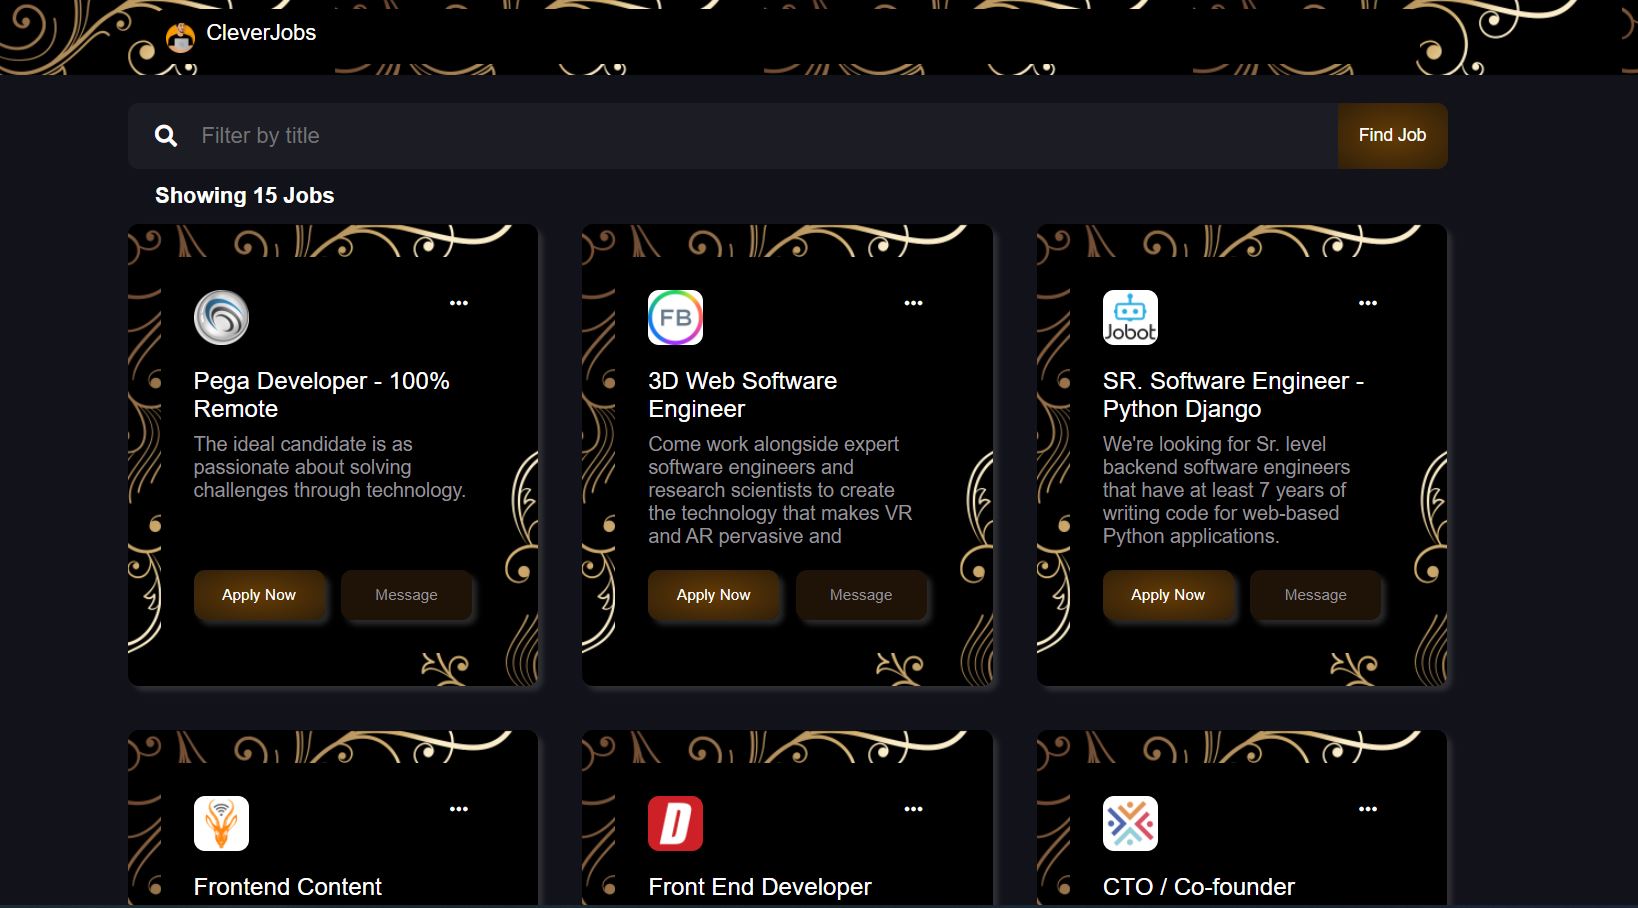 CleverJobs
Filter by title
Find Job
Showing 15 Jobs
Pega Developer - 100%
Remote
The ideal candidate is as
passionate about solving
challenges through technology.
Apply Now
Message
FB
3D Web Software
Engineer
Come work alongside expert
software engineers and
research scientists to create
the technology that makes VR
and AR pervasive and
Apply Now
Message
Jobot
SR. Software Engineer -
Python Django
We're looking for Sr. level
backend software engineers
that have at least 7 years of
writing code for web-based
Python applications.
Apply Now
Message
Frontend Content
D
Front End Developer
CTO / Co-founder